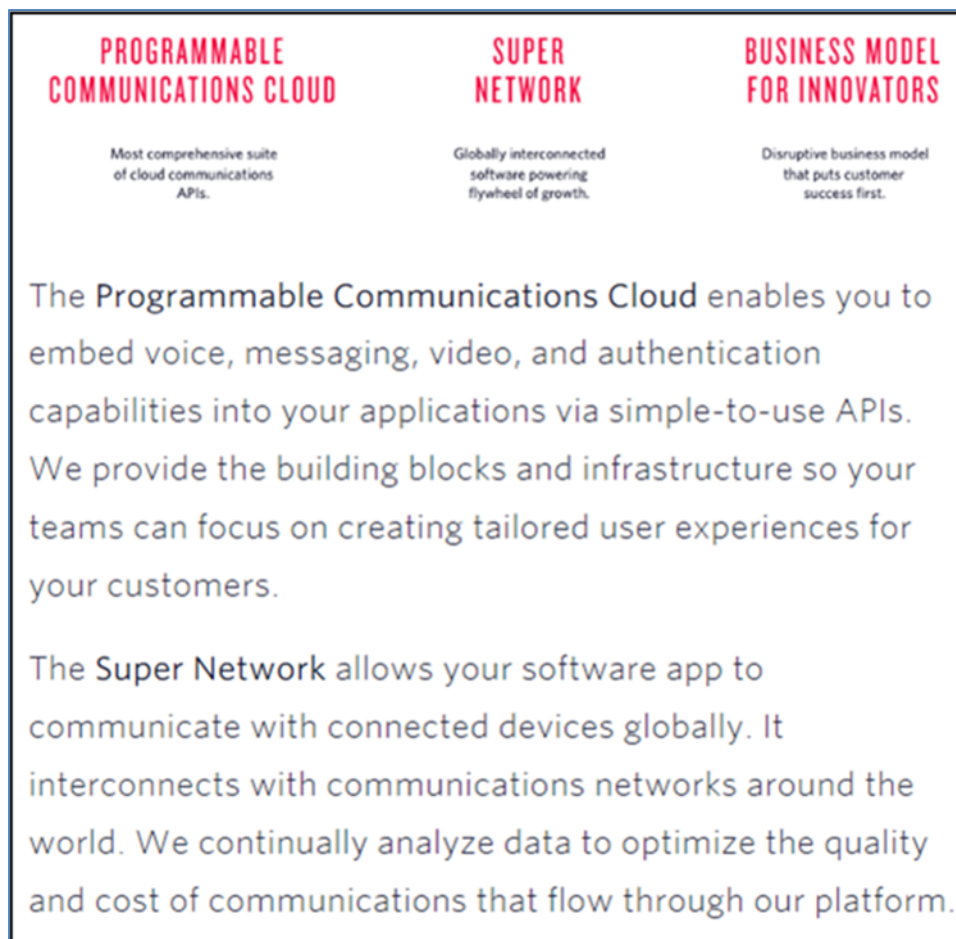 PROGRAMMABLE
COMMUNICATIONS CLOUD
Most comprehensive suite
of cloud communications
APIs.
SUPER
NETWORK
Globally interconnected
software powering
flywheel of growth.
BUSINESS MODEL
FOR INNOVATORS
Disruptive business model
that puts customer
success first.
The Programmable Communications Cloud enables you to
embed voice, messaging, video, and authentication
capabilities into your applications via simple-to-use APIs.
We provide the building blocks and infrastructure so your
teams can focus on creating tailored user experiences for
your customers.
The Super Network allows your software app to
communicate with connected devices globally. It
interconnects with communications networks around the
world. We continually analyze data to optimize the quality
and cost of communications that flow through our platform.